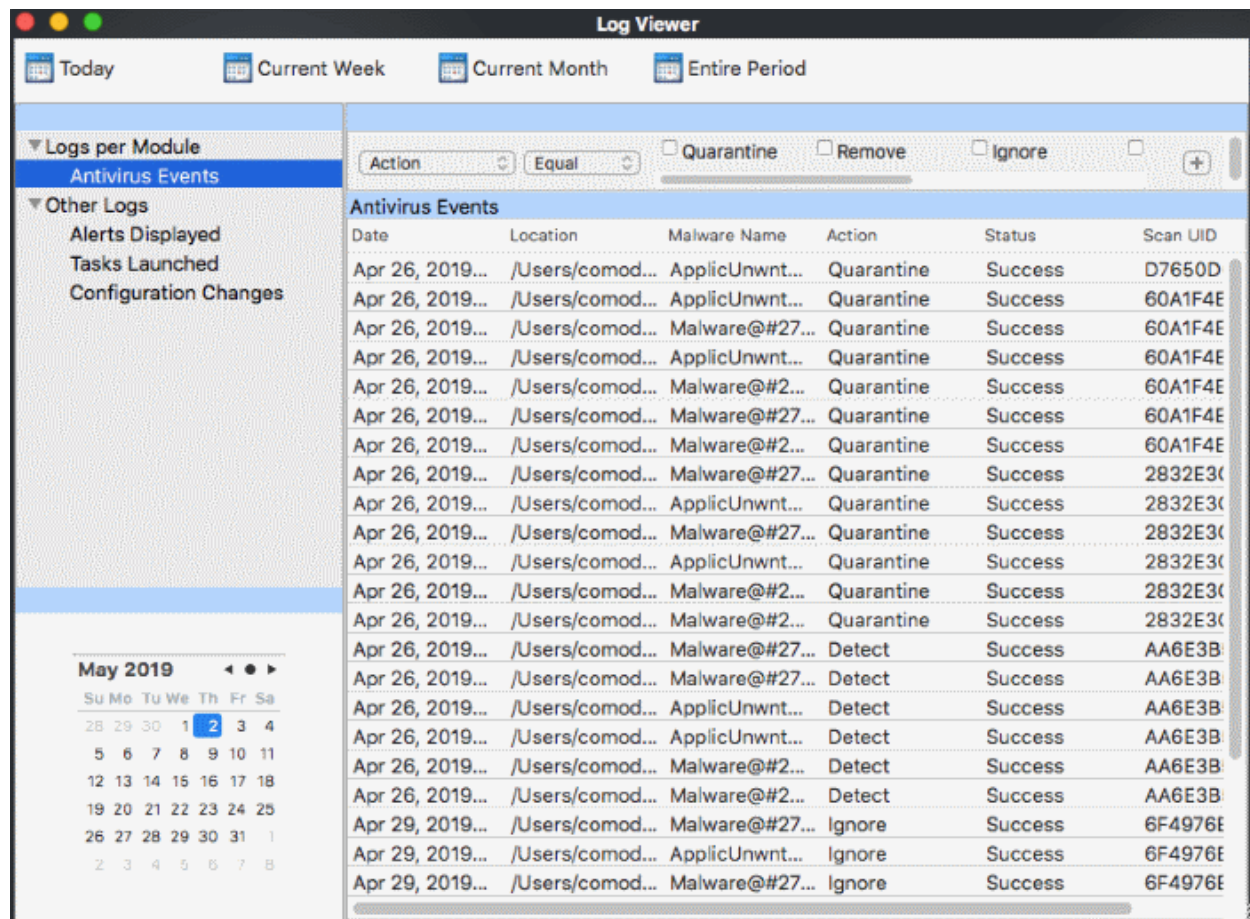 Log Viewer
Today Current Week Current Month Entire Period
Logs per Module
Antivirus Events
Other Logs
Alerts Displayed
Tasks Launched
Configuration Changes
Action Equal Quarantine Remove Ignore +
Antivirus Events
Date Location Malware Name Action Status Scan UID
Apr 26, 2019... /Users/comod... ApplicUnwnt... Quarantine Success D7650D
Apr 26, 2019... /Users/comod... ApplicUnwnt... Quarantine Success 60A1F4E
Apr 26, 2019... /Users/comod... Malware@#27... Quarantine Success 60A1F4E
Apr 26, 2019... /Users/comod... ApplicUnwnt... Quarantine Success 60A1F4E
Apr 26, 2019... /Users/comod... Malware@#2... Quarantine Success 60A1F4E
Apr 26, 2019... /Users/comod... Malware@#27... Quarantine Success 60A1F4E
Apr 26, 2019... /Users/comod... Malware@#2... Quarantine Success 60A1F4E
Apr 26, 2019... /Users/comod... Malware@#27... Quarantine Success 2832E3
Apr 26, 2019... /Users/comod... ApplicUnwnt... Quarantine Success 2832E3
Apr 26, 2019... /Users/comod... Malware@#27... Quarantine Success 2832E3
Apr 26, 2019... /Users/comod... ApplicUnwnt... Quarantine Success 2832E3
Apr 26, 2019... /Users/comod... Malware@#2... Quarantine Success 2832E3
Apr 26, 2019... /Users/comod... Malware@#2... Quarantine Success 2832E3
Apr 26, 2019... /Users/comod... Malware@#27... Detect Success AA6E3B
Apr 26, 2019... /Users/comod... Malware@#27... Detect Success AA6E3B
Apr 26, 2019... /Users/comod... ApplicUnwnt... Detect Success AA6E3B
Apr 26, 2019... /Users/comod... ApplicUnwnt... Detect Success AA6E3B
Apr 26, 2019... /Users/comod... Malware@#2... Detect Success AA6E3B
Apr 26, 2019... /Users/comod... Malware@#2... Detect Success AA6E3B
Apr 29, 2019... /Users/comod... Malware@#27... Ignore Success 6F4976E
Apr 29, 2019... /Users/comod... ApplicUnwnt... Ignore Success 6F4976E
Apr 29, 2019... /Users/comod... Malware@#27... Ignore Success 6F4976E
May 2019
Su Mo Tu We Th Fr Sa
28 29 30 1 2 3 4
5 6 7 8 9 10 11
12 13 14 15 16 17 18
19 20 21 22 23 24 25
26 27 28 29 30 31 1
2 3 4 5 6 7 8